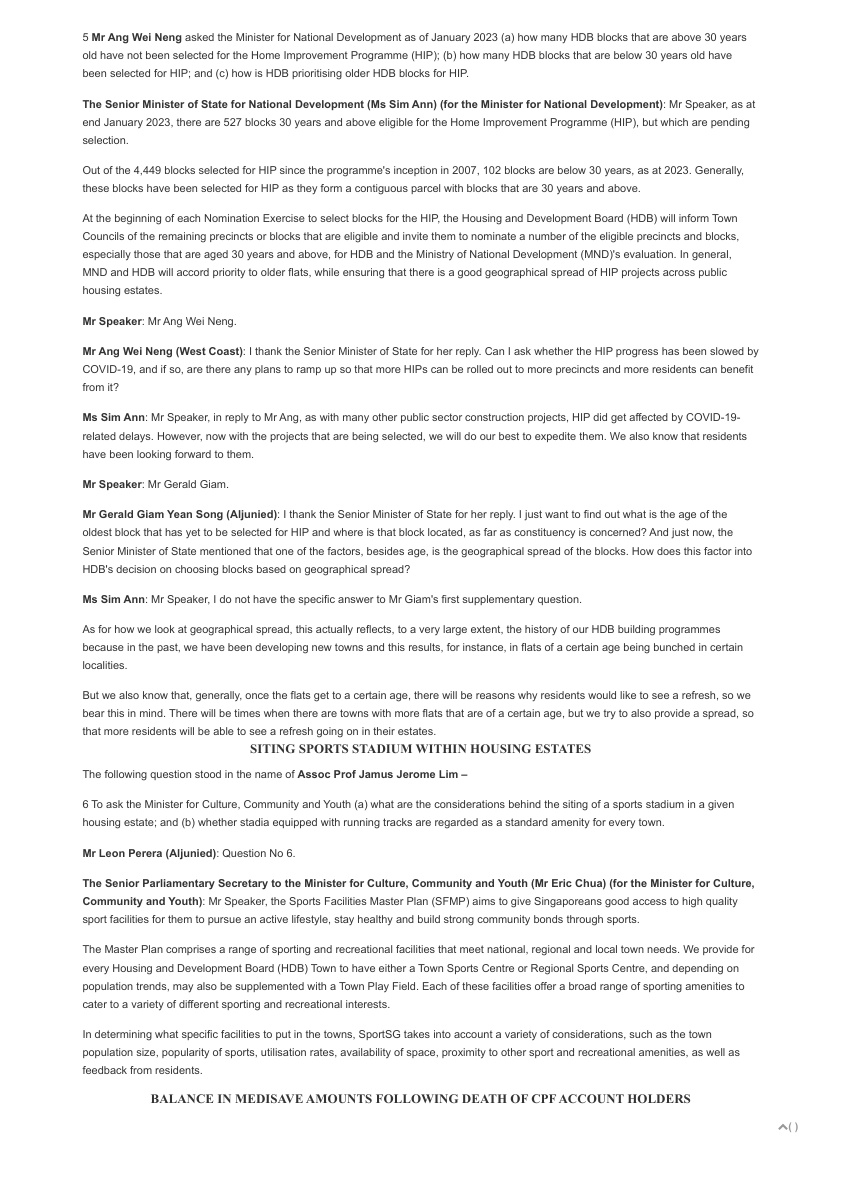 5 Mr Ang Wei Neng asked the Minister for National Development as of January 2023 (a) how many HDB blocks that are above 30 years
old have not been selected for the Home Improvement Programme (HIP); (b) how many HDB blocks that are below 30 years old have
been selected for HIP; and (c) how is HDB prioritising older HDB blocks for HIP.
The Senior Minister of State for National Development (Ms Sim Ann) (for the Minister for National Development): Mr Speaker, as at
end January 2023, there are 527 blocks 30 years and above eligible for the Home Improvement Programme (HIP), but which are pending
selection.
Out of the 4,449 blocks selected for HIP since the programme's inception in 2007, 102 blocks are below 30 years, as at 2023. Generally,
these blocks have been selected for HIP as they form a contiguous parcel with blocks that are 30 years and above.
At the beginning of each Nomination Exercise to select blocks for the HIP, the Housing and Development Board (HDB) will inform Town
Councils of the remaining precincts or blocks that are eligible and invite them to nominate a number of the eligible precincts and blocks,
especially those that are aged 30 years and above, for HDB and the Ministry of National Development (MND)'s evaluation. In general,
MND and HDB will accord priority to older flats, while ensuring that there is a good geographical spread of HIP projects across public
housing estates.
Mr Speaker: Mr Ang Wei Neng.
Mr Ang Wei Neng (West Coast): I thank the Senior Minister of State for her reply. Can I ask whether the HIP progress has been slowed by
COVID-19, and if so, are there any plans to ramp up so that more HIPs can be rolled out to more precincts and more residents can benefit
from it?
Ms Sim Ann: Mr Speaker, in reply to Mr Ang, as with many other public sector construction projects, HIP did get affected by COVID-19-
related delays. However, now with the projects that are being selected, we will do our best to expedite them. We also know that residents
have been looking forward to them.
Mr Speaker: Mr Gerald Giam.
Mr Gerald Giam Yean Song (Aljunied): I thank the Senior Minister of State for her reply. I just want to find out what is the age of the
oldest block that has yet to be selected for HIP and where is that block located, as far as constituency is concerned? And just now, the
Senior Minister of State mentioned that one of the factors, besides age, is the geographical spread of the blocks. How does this factor into
HDB's decision on choosing blocks based on geographical spread?
Ms Sim Ann: Mr Speaker, I do not have the specific answer to Mr Giam's first supplementary question.
As for how we look at geographical spread, this actually reflects, to a very large extent, the history of our HDB building programmes
because in the past, we have been developing new towns and this results, for instance, in flats of a certain age being bunched in certain
localities.
But we also know that, generally, once the flats get to a certain age, there will be reasons why residents would like to see a refresh, so we
bear this in mind. There will be times when there are towns with more flats that are of a certain age, but we try to also provide a spread, so
that more residents will be able to see a refresh going on in their estates.
SITING SPORTS STADIUM WITHIN HOUSING ESTATES
The following question stood in the name of Assoc Prof Jamus Jerome Lim –
6 To ask the Minister for Culture, Community and Youth (a) what are the considerations behind the siting of a sports stadium in a given
housing estate; and (b) whether stadia equipped with running tracks are regarded as a standard amenity for every town.
Mr Leon Perera (Aljunied): Question No 6.
The Senior Parliamentary Secretary to the Minister for Culture, Community and Youth (Mr Eric Chua) (for the Minister for Culture,
Community and Youth): Mr Speaker, the Sports Facilities Master Plan (SFMP) aims to give Singaporeans good access to high quality
sport facilities for them to pursue an active lifestyle, stay healthy and build strong community bonds through sports.
The Master Plan comprises a range of sporting and recreational facilities that meet national, regional and local town needs. We provide for
every Housing and Development Board (HDB) Town to have either a Town Sports Centre or Regional Sports Centre, and depending on
population trends, may also be supplemented with a Town Play Field. Each of these facilities offer a broad range of sporting amenities to
cater to a variety of different sporting and recreational interests.
In determining what specific facilities to put in the towns, SportSG takes into account a variety of considerations, such as the town
population size, popularity of sports, utilisation rates, availability of space, proximity to other sport and recreational amenities, as well as
feedback from residents.
BALANCE IN MEDISAVE AMOUNTS FOLLOWING DEATH OF CPF ACCOUNT HOLDERS
( )